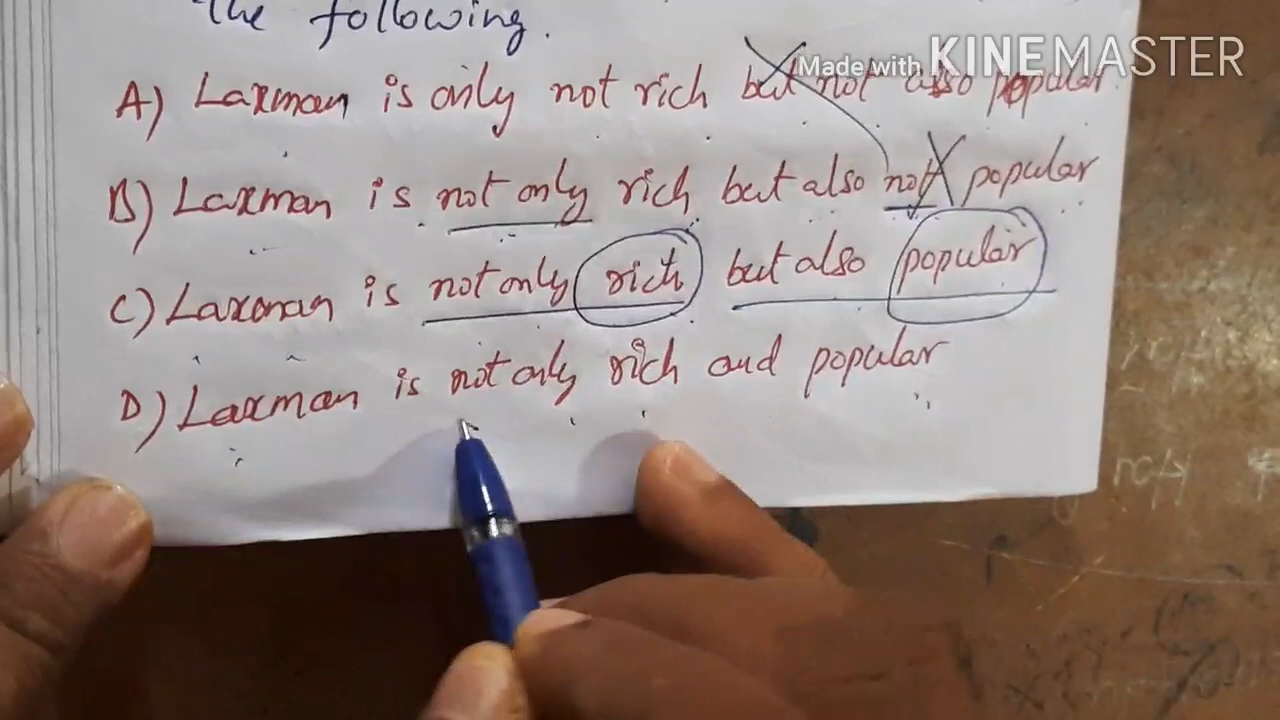 The following.
Made with KINEMASTER
A) Laxman is only not rich but not also popular
B) Laxman is not only rich but also not popular
C) Laxman is not only rich but also popular
D) Laxman is not only rich and popular